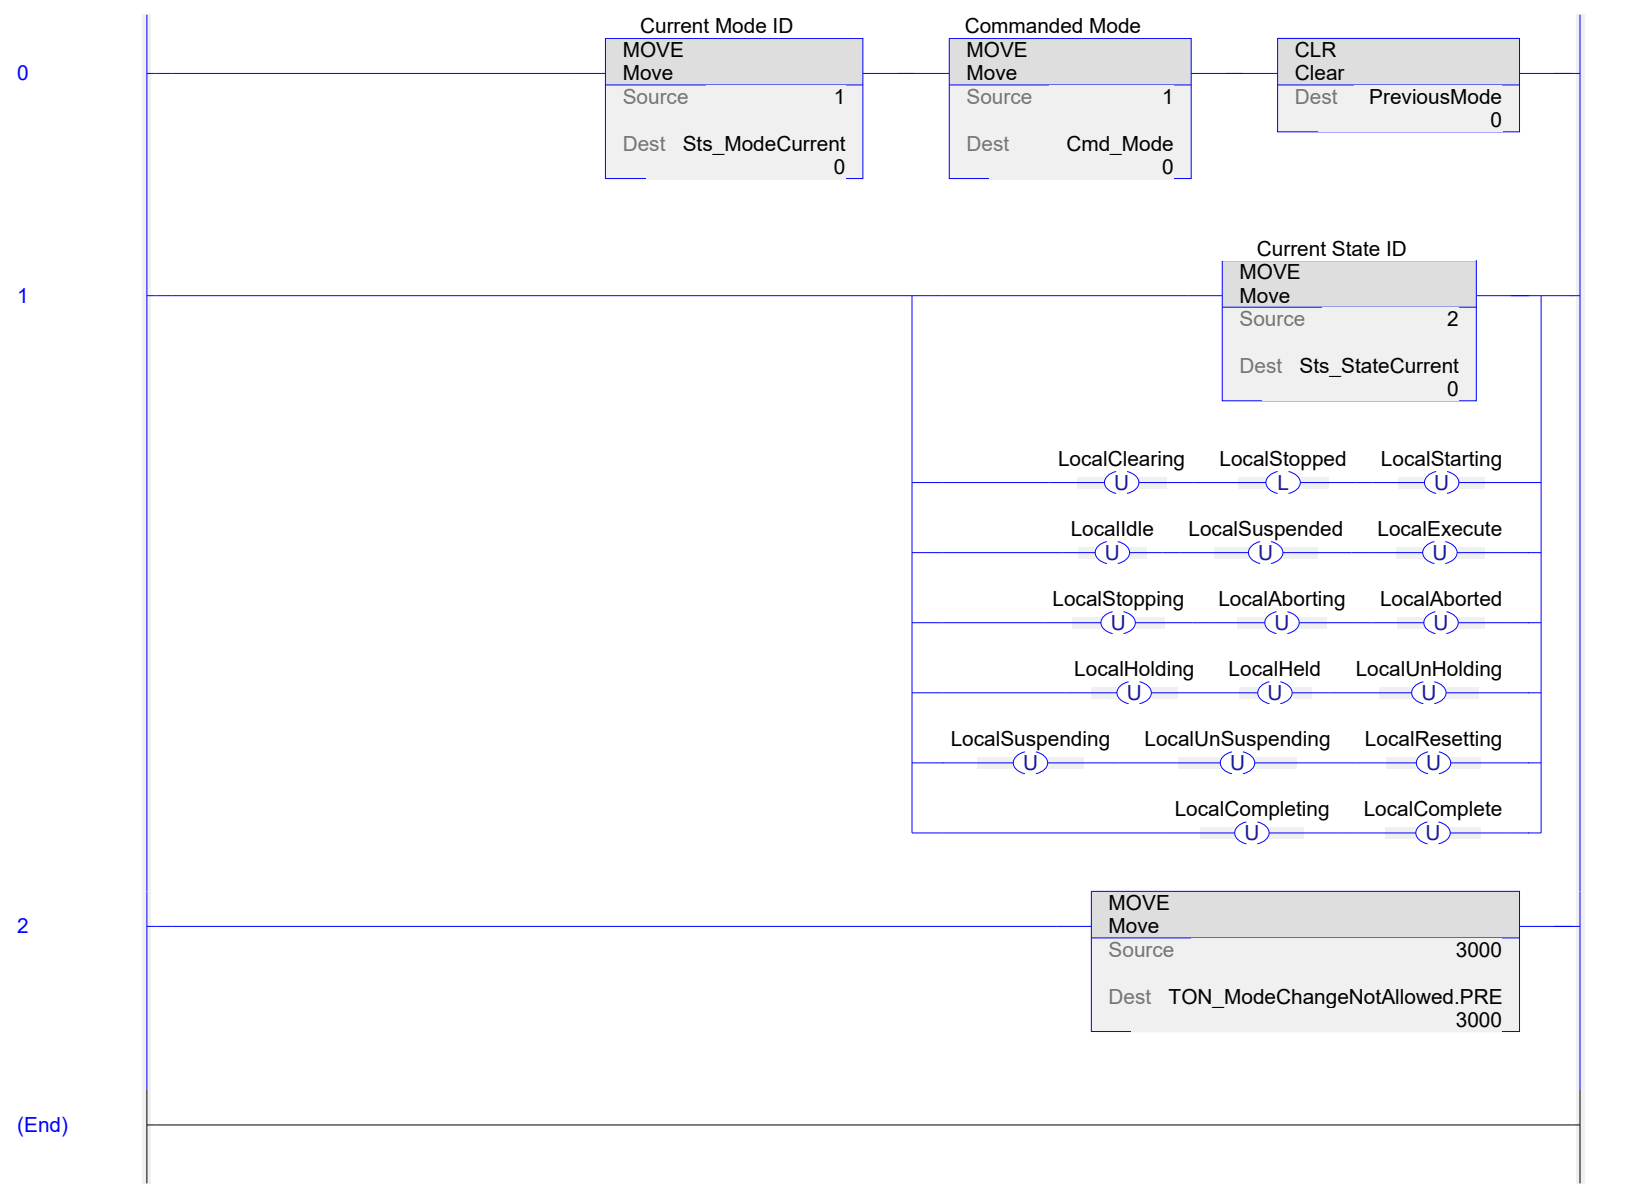 Current Mode ID
Commanded Mode
0
MOVE
Move
Source 1
Dest Sts_ModeCurrent
0
MOVE
Move
Source 1
Dest Cmd_Mode
0
CLR
Clear
Dest PreviousMode
0
1
Current State ID
MOVE
Move
Source 2
Dest Sts_StateCurrent
0
LocalClearing LocalStopped LocalStarting
U L U
LocalIdle LocalSuspended LocalExecute
U U U
LocalStopping LocalAborting LocalAborted
U U U
LocalHolding LocalHeld LocalUnHolding
U U U
LocalSuspending LocalUnSuspending LocalResetting
U U U
LocalCompleting LocalComplete
U U
2
MOVE
Move
Source 3000
Dest TON_ModeChangeNotAllowed.PRE
3000
(End)